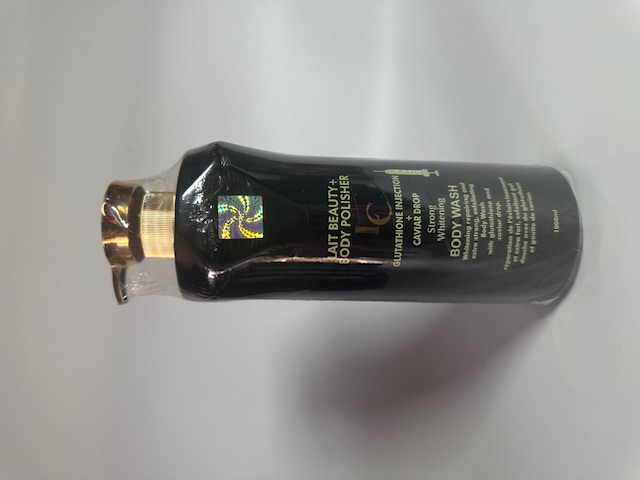 LAIT BEAUTY+
BODY POLISHER
LC
GLUTATHIONE INJECTION
+
CAVIAR DROP
Strong
Whitening
BODY WASH
Whitening repairing and
extra strong, exfoliating
Body Wash
with glutathione and
caviar drop.
réparation de l'éclaircissement
et extra fort, exfoliant gel
douche avec du glutathion
et goutte de caviar.
1000ml